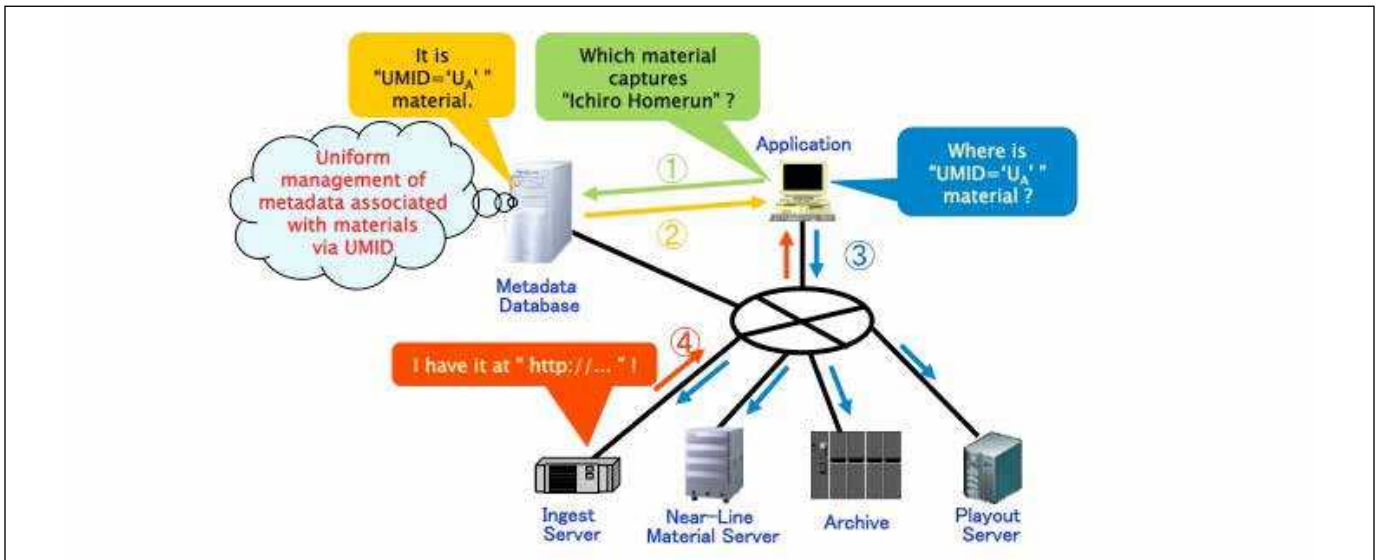 It is
"UMID='UA' "
material.
Which material
captures
"Ichiro Homerun" ?
Uniform
management of
metadata associated
with materials
via UMID
①
②
Application
Where is
"UMID='UA' "
material ?
③
Metadata
Database
④
I have it at " http://... " !
Ingest
Server
Near-Line
Material Server
Archive
Playout
Server